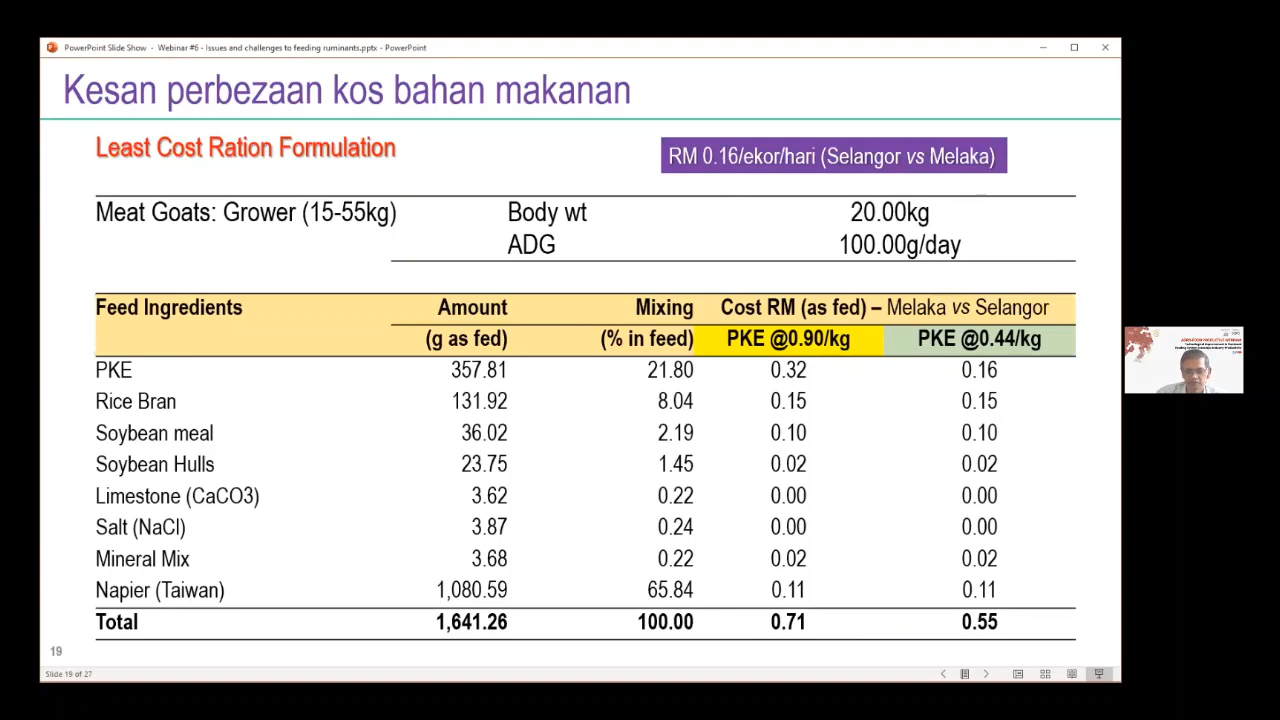 PowerPoint Slide Show - Webinar #6 - Issues and challenges to feeding ruminants.pptx - PowerPoint
Kesan perbezaan kos bahan makanan
Least Cost Ration Formulation
RM 0.16/ekor/hari (Selangor vs Melaka)
Meat Goats: Grower (15-55kg) Body wt 20.00kg
ADG 100.00g/day
Feed Ingredients Amount Mixing Cost RM (as fed) – Melaka vs Selangor
(g as fed) (% in feed) PKE @0.90/kg PKE @0.44/kg
PKE 357.81 21.80 0.32 0.16
Rice Bran 131.92 8.04 0.15 0.15
Soybean meal 36.02 2.19 0.10 0.10
Soybean Hulls 23.75 1.45 0.02 0.02
Limestone (CaCO3) 3.62 0.22 0.00 0.00
Salt (NaCl) 3.87 0.24 0.00 0.00
Mineral Mix 3.68 0.22 0.02 0.02
Napier (Taiwan) 1,080.59 65.84 0.11 0.11
Total 1,641.26 100.00 0.71 0.55
19
Slide 19 of 27